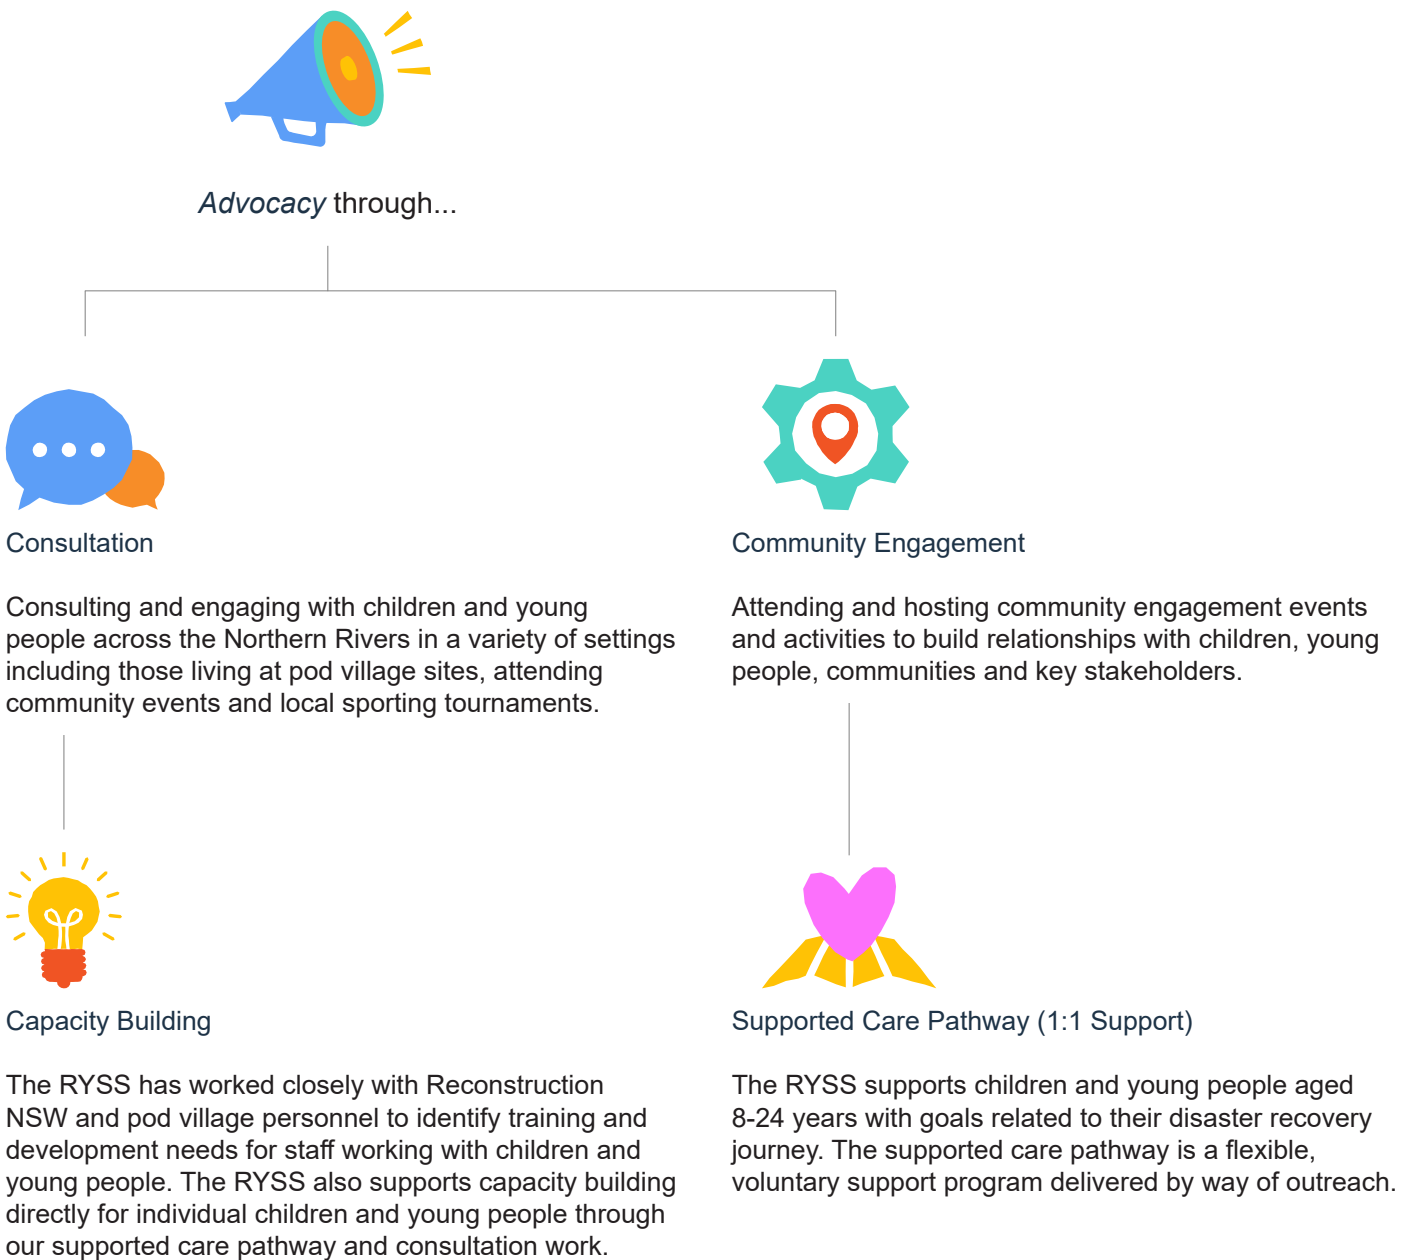 Advocacy through...
Consultation
Consulting and engaging with children and young
people across the Northern Rivers in a variety of settings
including those living at pod village sites, attending
community events and local sporting tournaments.
Community Engagement
Attending and hosting community engagement events
and activities to build relationships with children, young
people, communities and key stakeholders.
Capacity Building
The RYSS has worked closely with Reconstruction
NSW and pod village personnel to identify training and
development needs for staff working with children and
young people. The RYSS also supports capacity building
directly for individual children and young people through
our supported care pathway and consultation work.
Supported Care Pathway (1:1 Support)
The RYSS supports children and young people aged
8-24 years with goals related to their disaster recovery
journey. The supported care pathway is a flexible,
voluntary support program delivered by way of outreach.